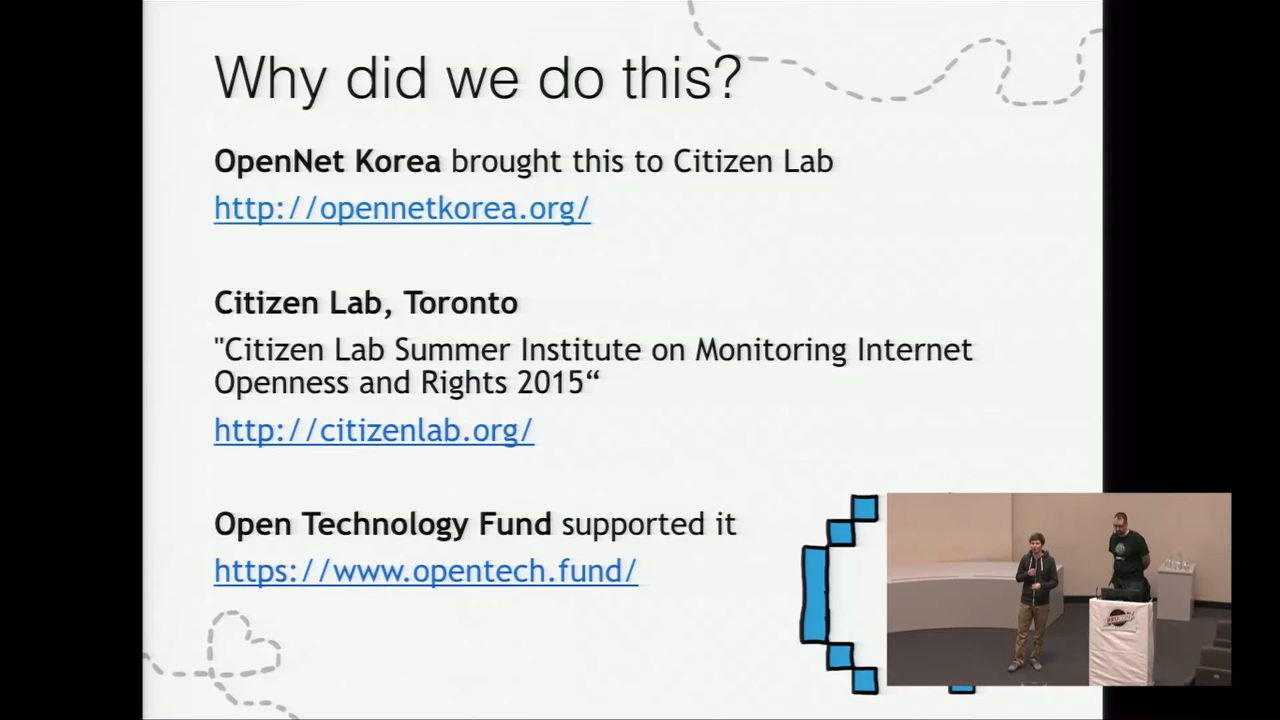 Why did we do this?
OpenNet Korea brought this to Citizen Lab
http://opennetkorea.org/
Citizen Lab, Toronto
"Citizen Lab Summer Institute on Monitoring Internet
Openness and Rights 2015“
http://citizenlab.org/
Open Technology Fund supported it
https://www.opentech.fund/